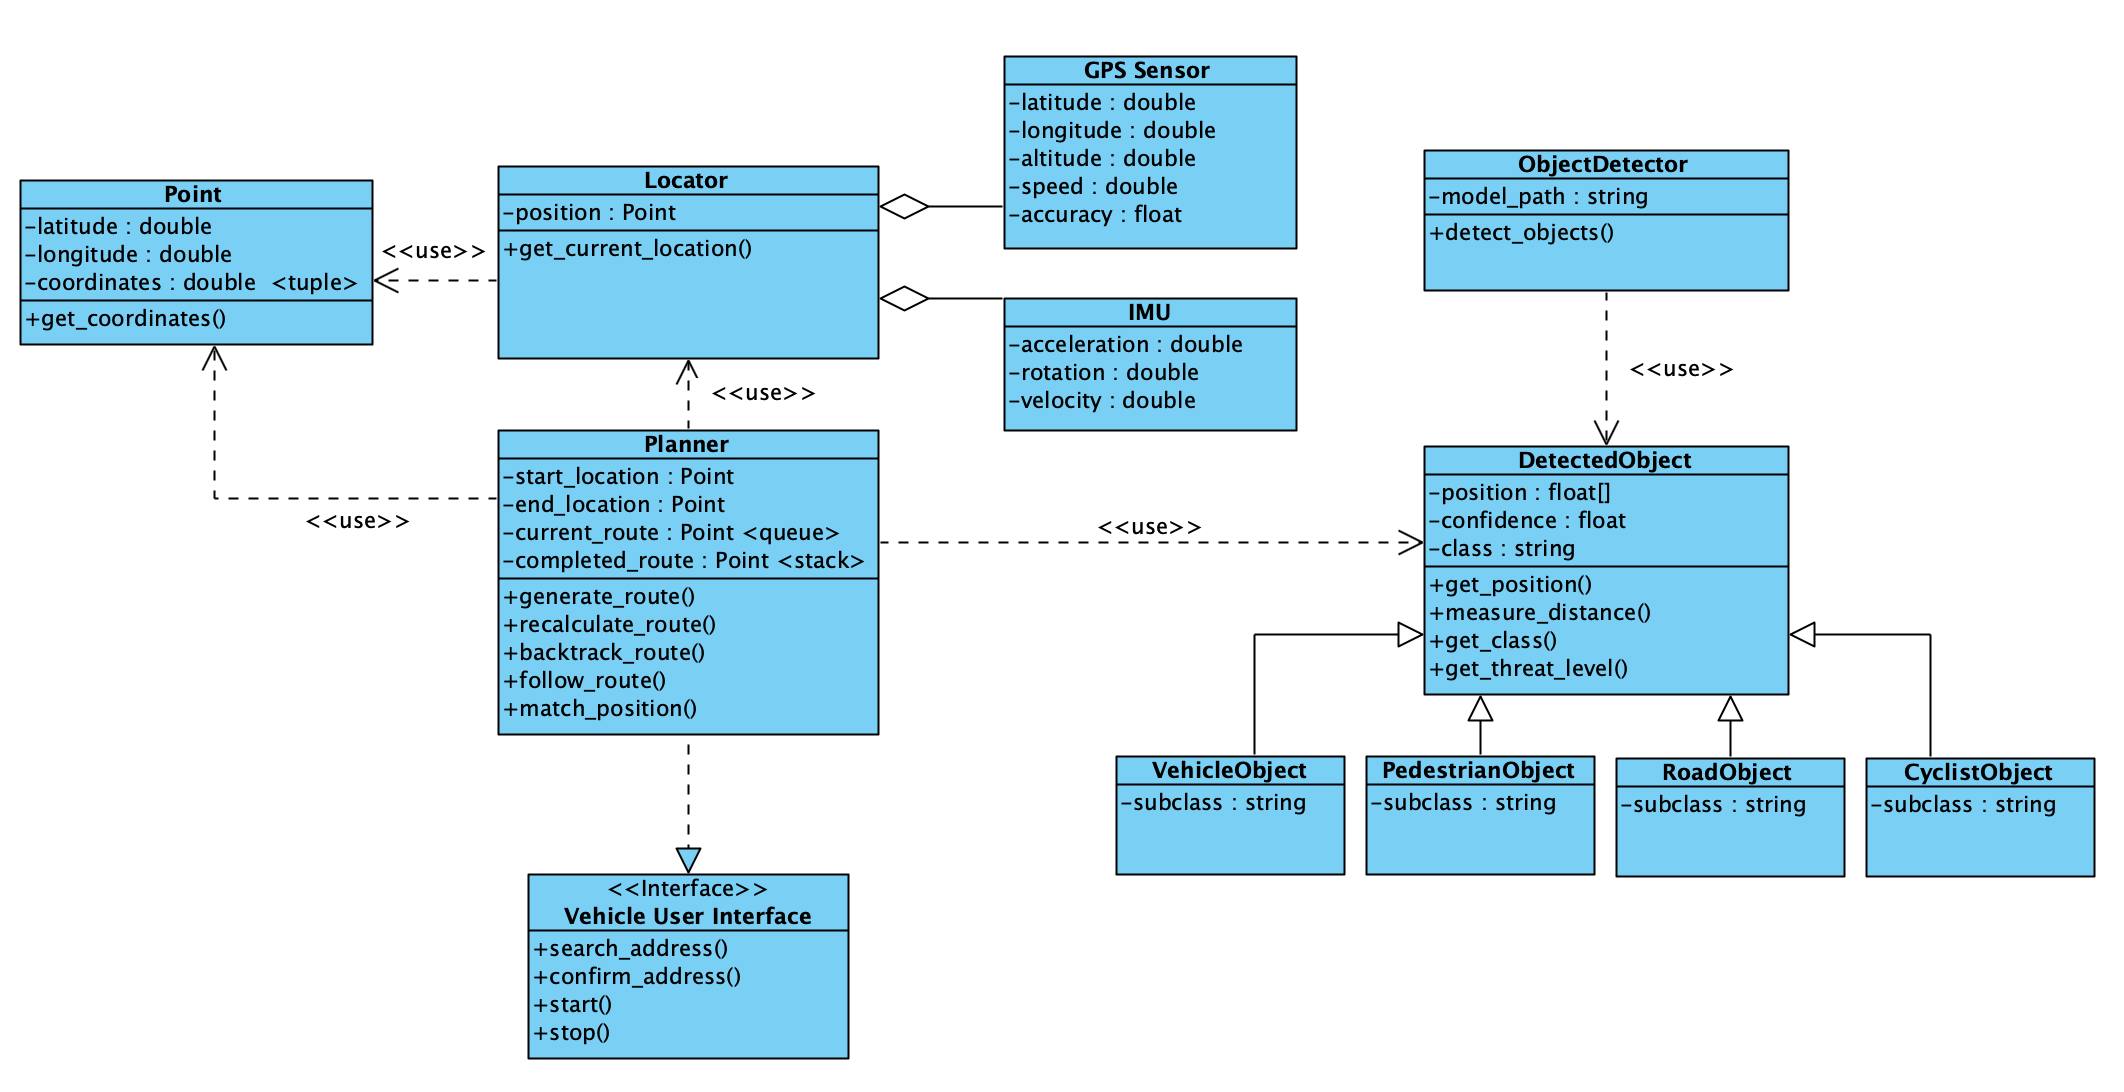 GPS Sensor
-latitude : double
-longitude : double
-altitude : double
-speed : double
-accuracy : float
Point
-latitude : double
-longitude : double
-coordinates : double  <tuple>
+get_coordinates()
<<use>>
Locator
-position : Point
+get_current_location()
ObjectDetector
-model_path : string
+detect_objects()
IMU
-acceleration : double
-rotation : double
-velocity : double
<<use>>
<<use>>
Planner
-start_location : Point
-end_location : Point
-current_route : Point <queue>
-completed_route : Point <stack>
+generate_route()
+recalculate_route()
+backtrack_route()
+follow_route()
+match_position()
<<use>>
<<use>>
DetectedObject
-position : float[]
-confidence : float
-class : string
+get_position()
+measure_distance()
+get_class()
+get_threat_level()
VehicleObject
-subclass : string
PedestrianObject
-subclass : string
RoadObject
-subclass : string
CyclistObject
-subclass : string
<<Interface>>
Vehicle User Interface
+search_address()
+confirm_address()
+start()
+stop()